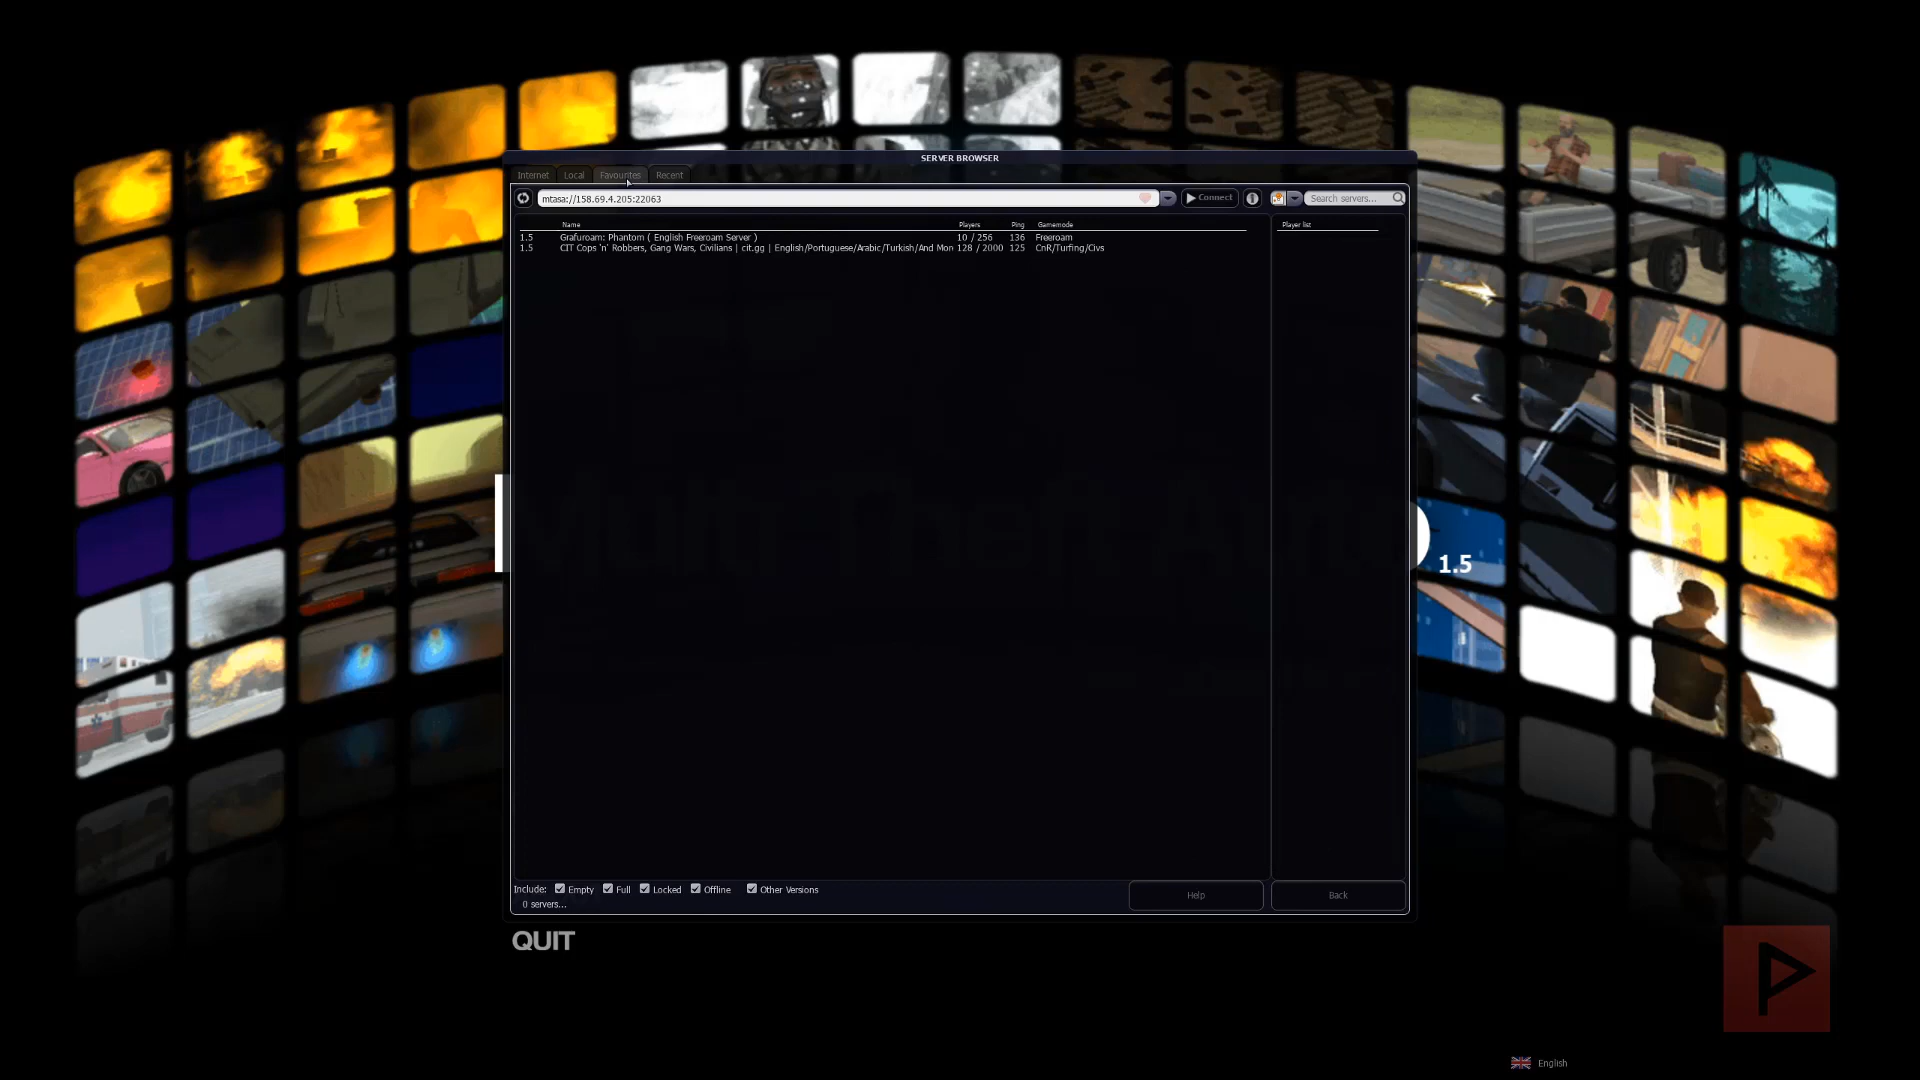 SERVER BROWSER
Internet Local Favourites Recent
mtasa://158.69.4.205:22063 Connect Search servers...
Name Players Ping Gamemode Player list
1.5 Grafuroam: Phantom ( English Freeroam Server ) 10 / 256 136 Freeroam
1.5 CIT Cops 'n' Robbers, Gang Wars, Civilians | cit.gg | English/Portuguese/Arabic/Turkish/And Mon 128 / 2000 125 CnR/Turfing/Civs
1.5
Include: Empty Full Locked Offline Other Versions
0 servers...
Help
Back
QUIT
English